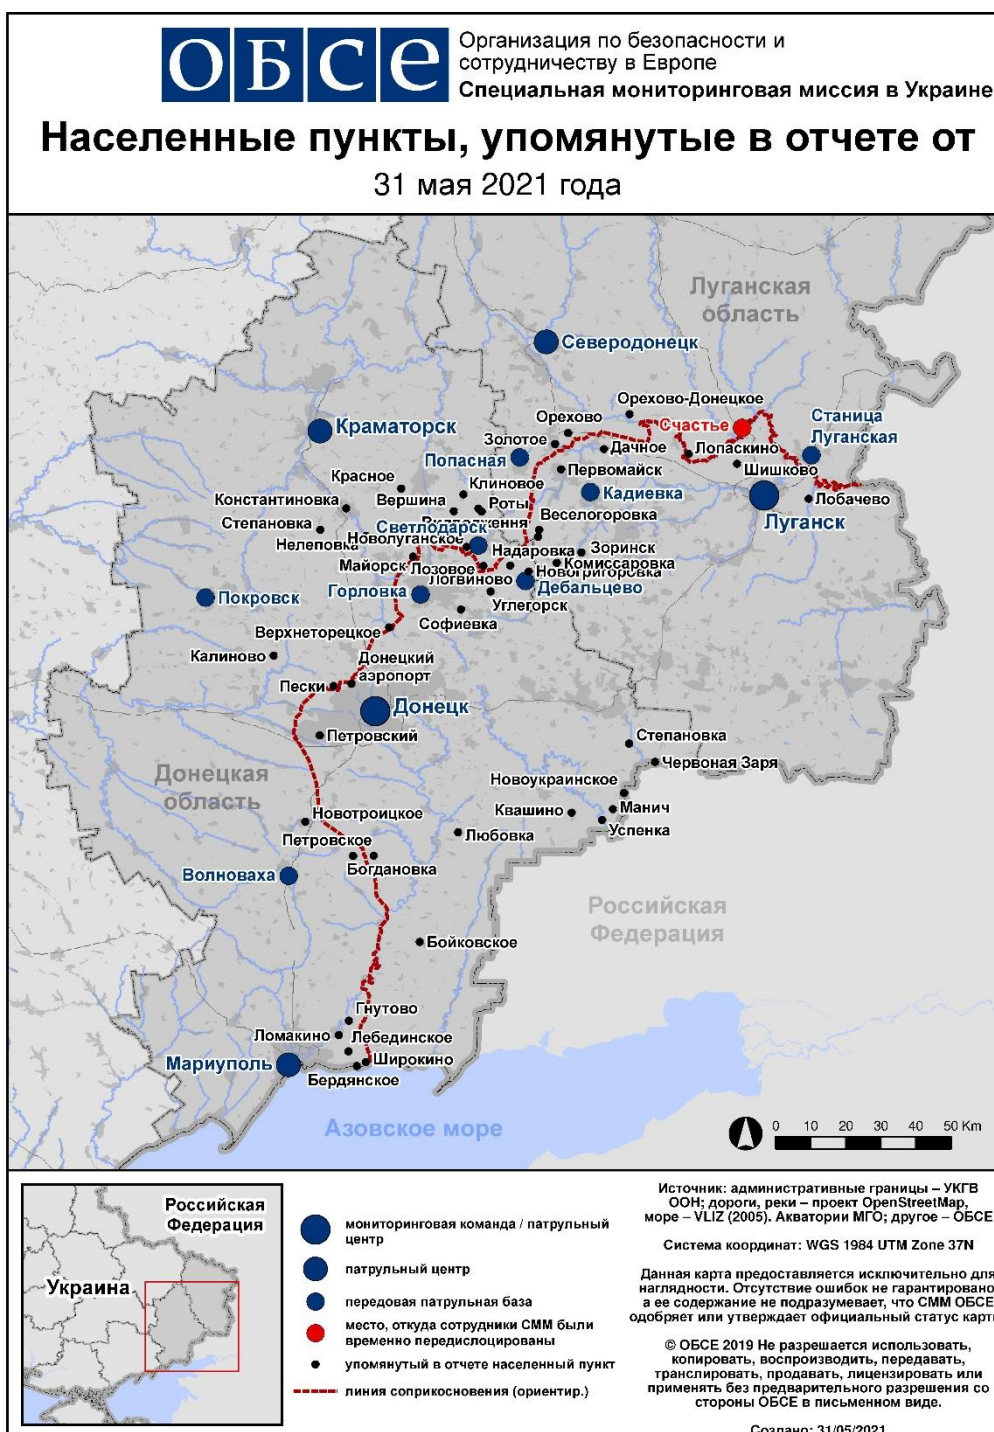 ОБСЕ
Организация по безопасности и
сотрудничеству в Европе
Специальная мониторинговая миссия в Украине
Населенные пункты, упомянутые в отчете от
31 мая 2021 года
Луганская
область
Северодонецк
Орехово-Донецкое
Орехово
Счастье
Станица
Луганская
Краматорск
Золотое
Дачное
Лопаскино
Попасная
Первомайск
Шишково
Красное
Клиновое
Кадиевка
Лобачево
Константиновка
Вершина
Роты
Луганск
Степановка
Светлодарск
Веселогоровка
Нелеповка
Новолуганское
Надаровка
Зоринск
Майорск
Лозовое
Комиссаровка
Логвиново
Новогригоровка
Покровск
Горловка
Дебальцево
Углегорск
Софиевка
Верхнеторецкое
Калиново
Донецкий
аэропорт
Пески
Донецк
Петровский
Степановка
Червоная Заря
Донецкая
область
Новоукраинское
Квашино
Манич
Новотроицкое
Успенка
Любовка
Петровское
Богдановка
Волноваха
Российская
Федерация
Бойковское
Гнутово
Ломакино
Лебединское
Широкино
Мариуполь
Бердянское
Азовское море
0 10 20 30 40 50 Km
Российская
Федерация
Украина
мониторинговая команда / патрульный
центр
патрульный центр
передовая патрульная база
место, откуда сотрудники СММ были
временно передислоцированы
упомянутый в отчете населенный пункт
линия соприкосновения (ориентир.)
Источник: административные границы – УКГВ
ООН; дороги, реки – проект OpenStreetMap,
море – VLIZ (2005). Акватории МГО; другое – ОБСЕ
Система координат: WGS 1984 UTM Zone 37N
Данная карта предоставляется исключительно для
наглядности. Отсутствие ошибок не гарантировано,
а ее содержание не подразумевает, что СММ ОБСЕ
одобряет или утверждает официальный статус карты
© ОБСЕ 2019 Не разрешается использовать,
копировать, воспроизводить, передавать,
транслировать, продавать, лицензировать или
применять без предварительного разрешения со
стороны ОБСЕ в письменном виде.
Создано: 31/05/2021